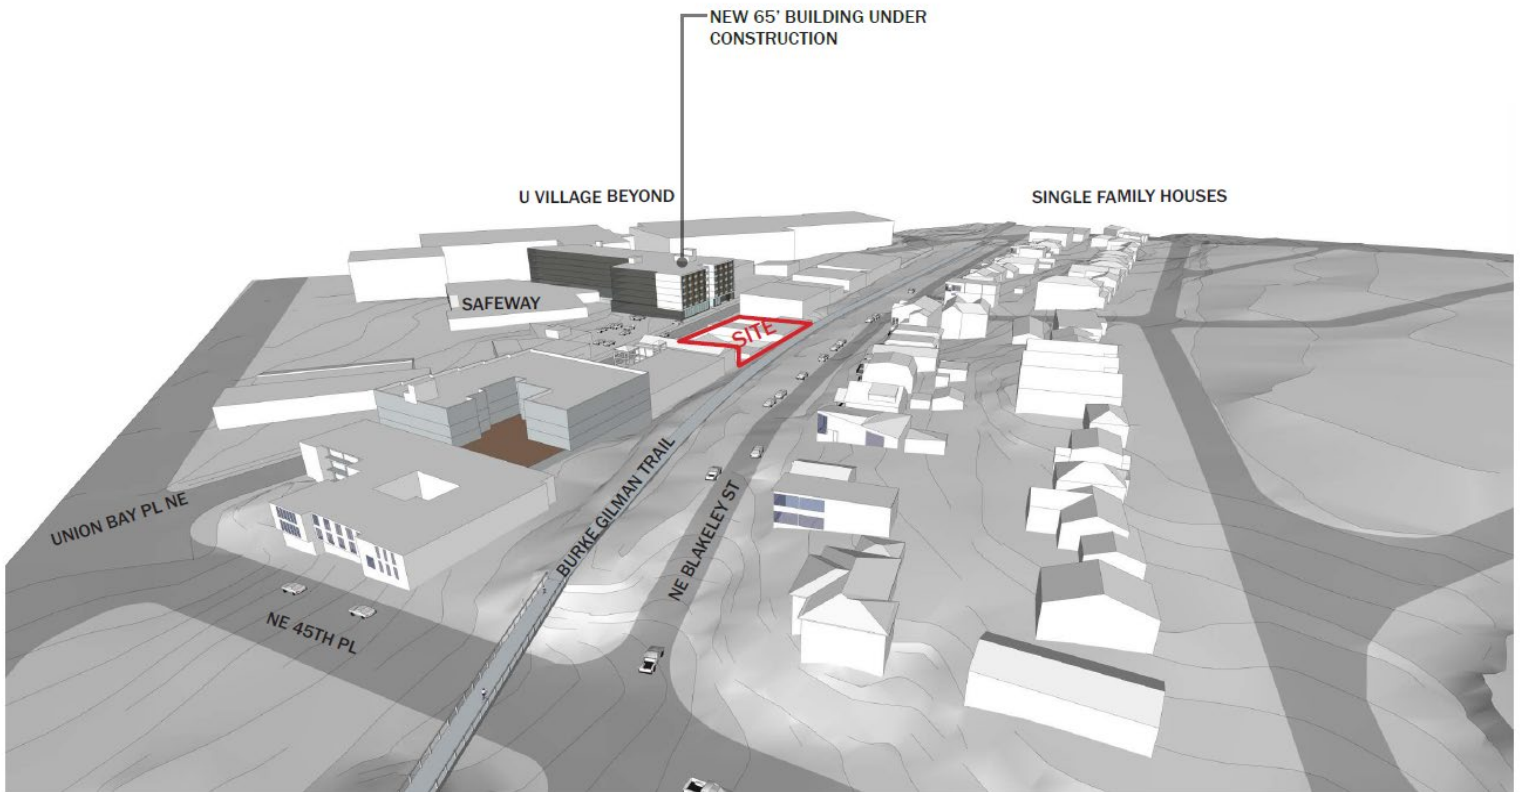 NEW 65' BUILDING UNDER
CONSTRUCTION
U VILLAGE BEYOND
SINGLE FAMILY HOUSES
SAFEWAY
SITE
UNION BAY PL NE
BURKE GILMAN TRAIL
NE BLAKELEY ST
NE 45TH PL